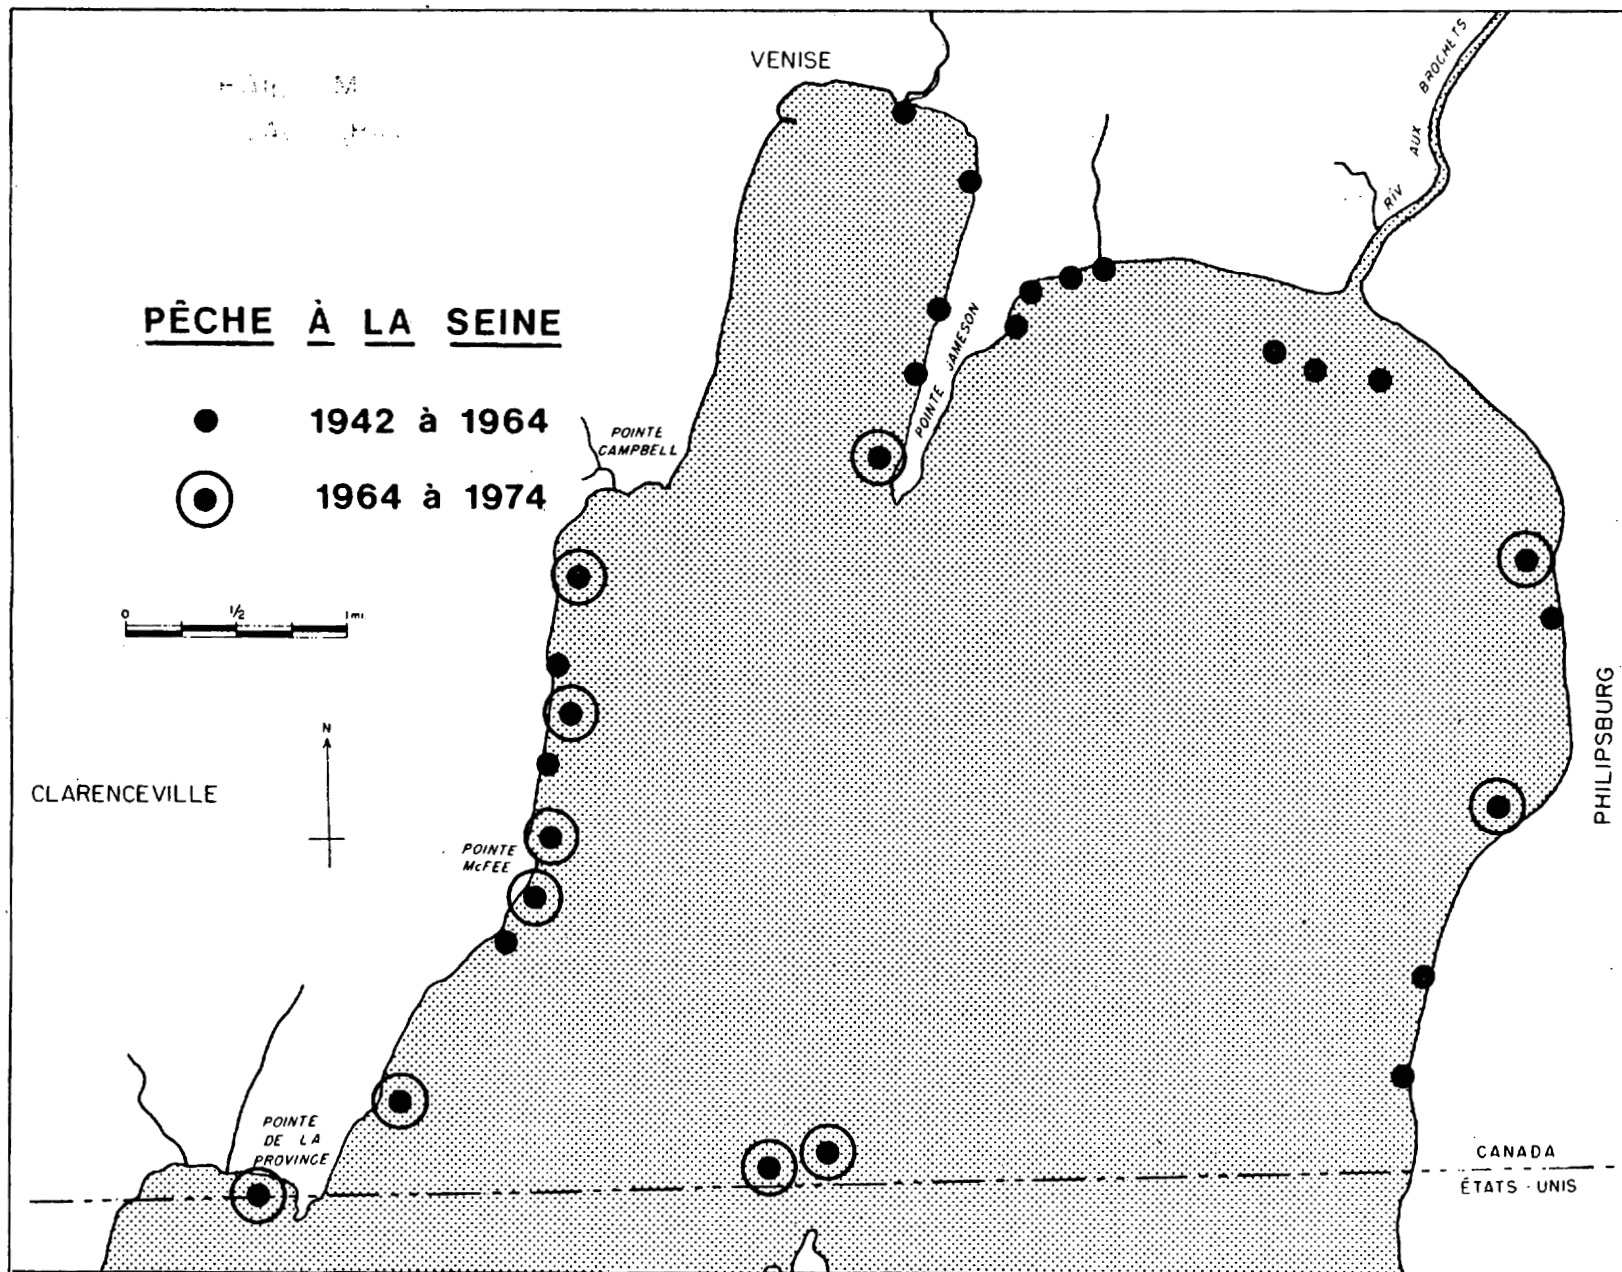 VENISE
RIV AUX BROCHETS
PÊCHE À LA SEINE
1942 à 1964
1964 à 1974
POINTE JAMESON
POINTE
CAMPBELL
0 1/2 1 mi.
N
CLARENCEVILLE
PHILIPSBURG
POINTE
McFEE
POINTE
DE LA
PROVINCE
CANADA
ÉTATS-UNIS